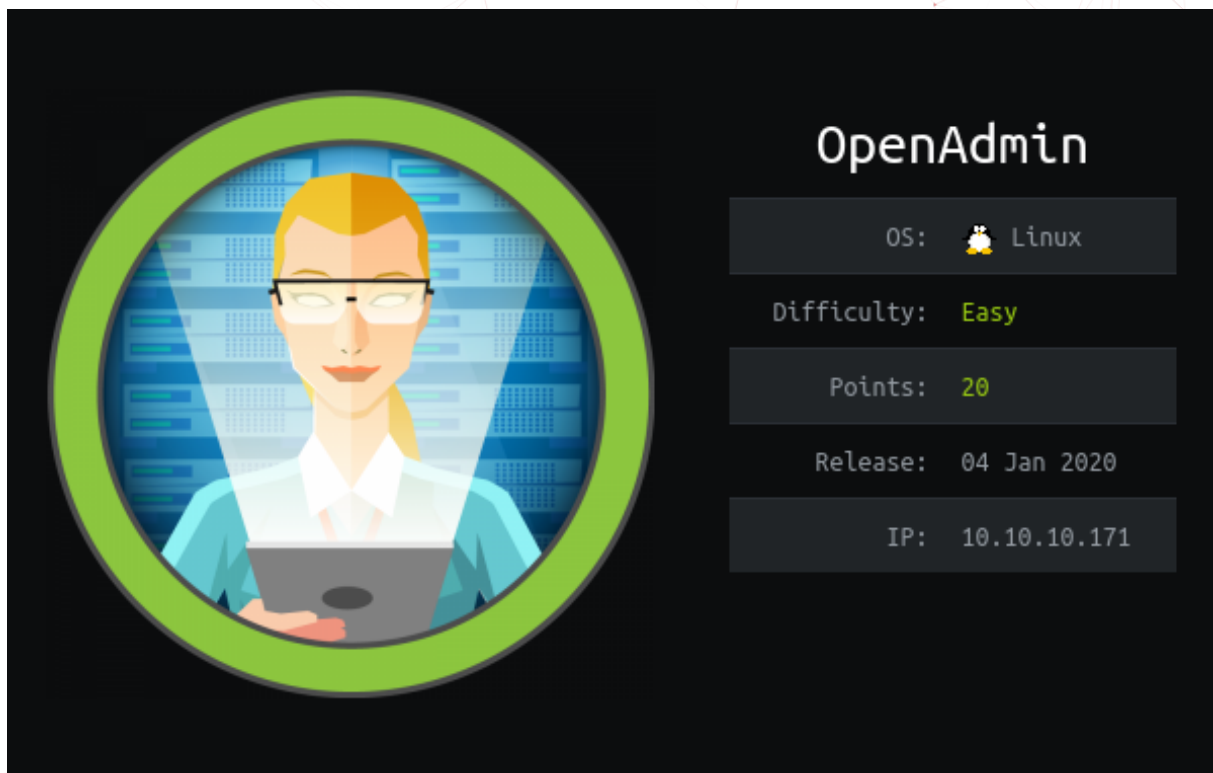 OpenAdmin
OS: Linux
Difficulty: Easy
Points: 20
Release: 04 Jan 2020
IP: 10.10.10.171